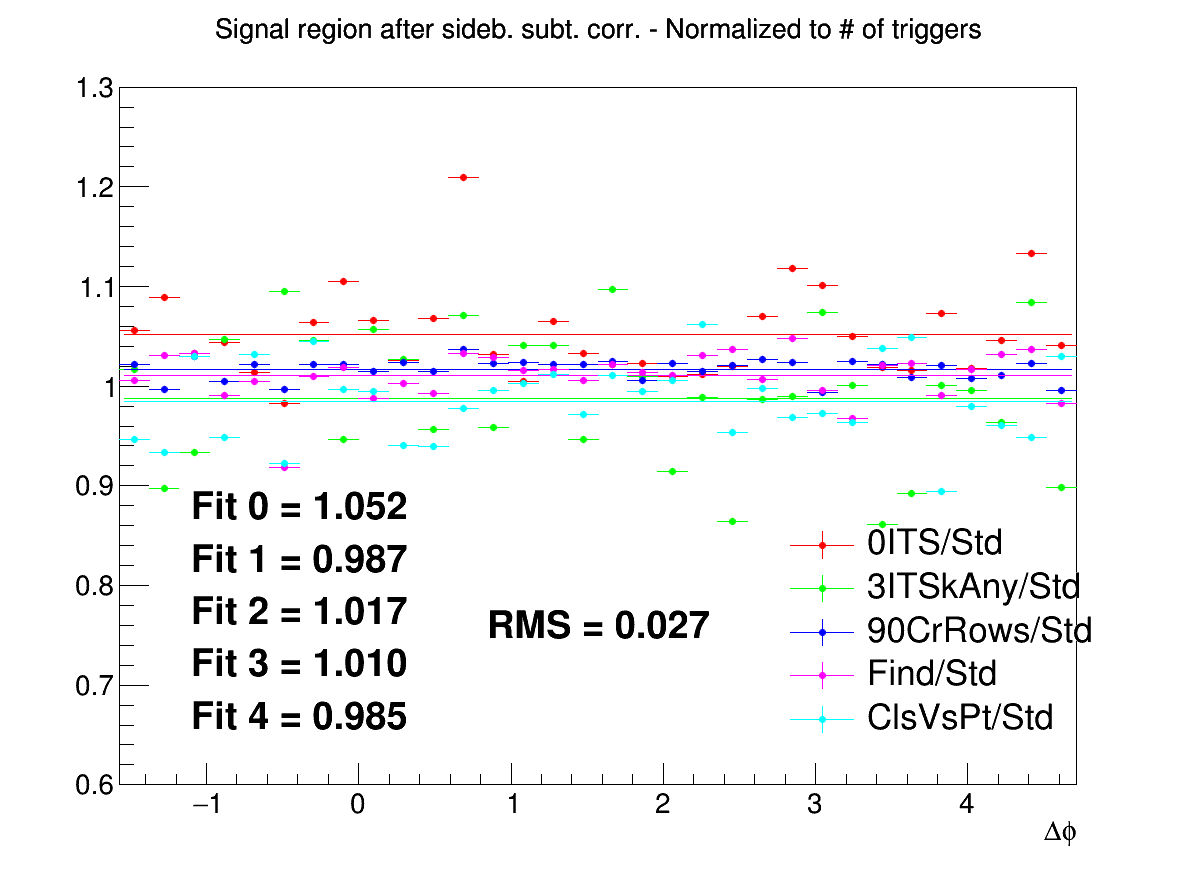 Signal region after sideb. subt. corr. - Normalized to # of triggers
1.3
1.2
1.1
1
0.9
0.8
0.7
0.6
Fit 0 = 1.052
Fit 1 = 0.987
Fit 2 = 1.017
Fit 3 = 1.010
Fit 4 = 0.985
RMS = 0.027
0ITS/Std
3ITSkAny/Std
90CrRows/Std
Find/Std
ClsVsPt/Std
−1 0 1 2 3 4
Δϕ